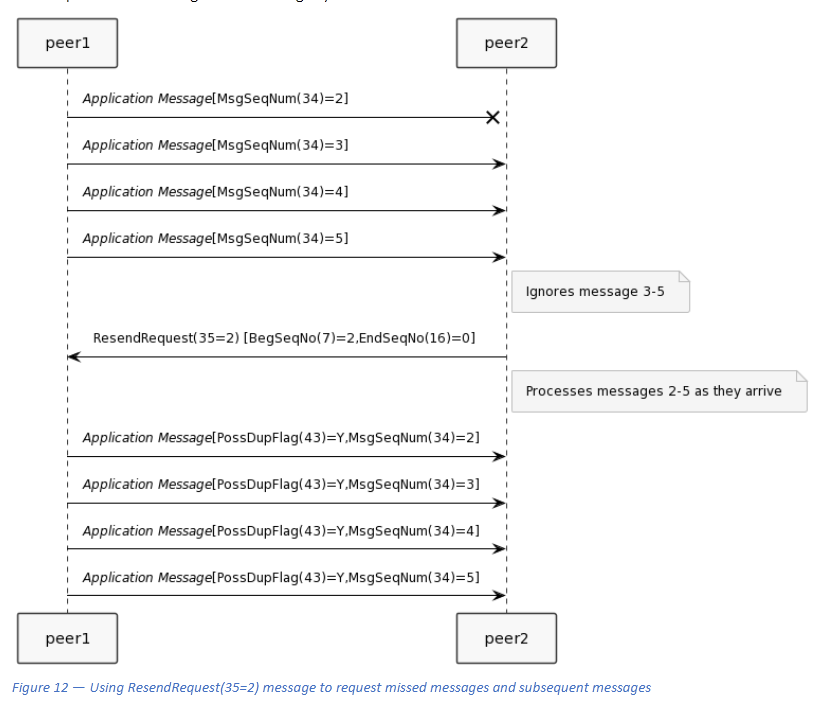 peer1
peer2
Application Message[MsgSeqNum(34)=2]
Application Message[MsgSeqNum(34)=3]
Application Message[MsgSeqNum(34)=4]
Application Message[MsgSeqNum(34)=5]
Ignores message 3-5
ResendRequest(35=2) [BegSeqNo(7)=2,EndSeqNo(16)=0]
Processes messages 2-5 as they arrive
Application Message[PossDupFlag(43)=Y,MsgSeqNum(34)=2]
Application Message[PossDupFlag(43)=Y,MsgSeqNum(34)=3]
Application Message[PossDupFlag(43)=Y,MsgSeqNum(34)=4]
Application Message[PossDupFlag(43)=Y,MsgSeqNum(34)=5]
peer1
peer2
Figure 12 — Using ResendRequest(35=2) message to request missed messages and subsequent messages